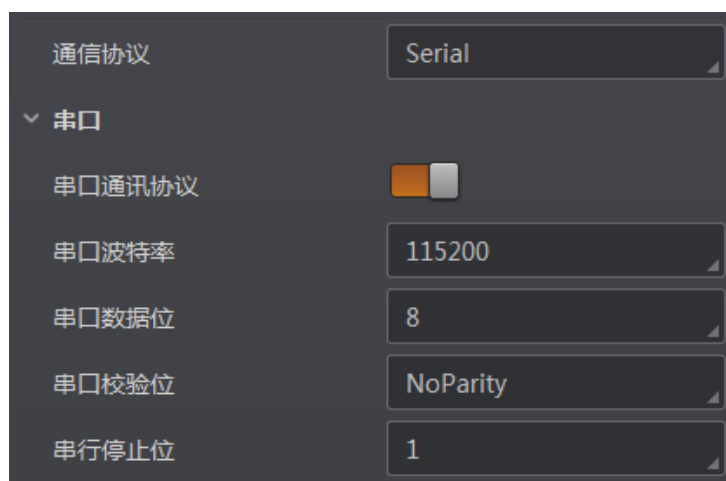 通信协议 Serial
串口
串口通讯协议
串口波特率 115200
串口数据位 8
串口校验位 NoParity
串行停止位 1